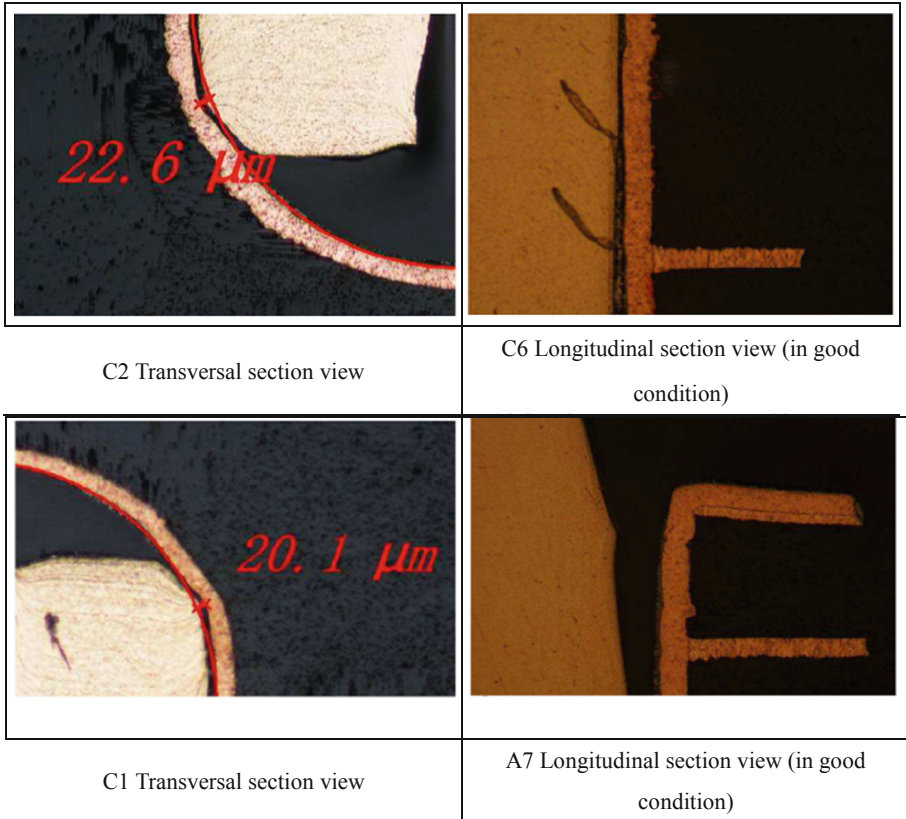 22.6 μm
C2 Transversal section view
C6 Longitudinal section view (in good
condition)
20.1 μm
C1 Transversal section view
A7 Longitudinal section view (in good
condition)